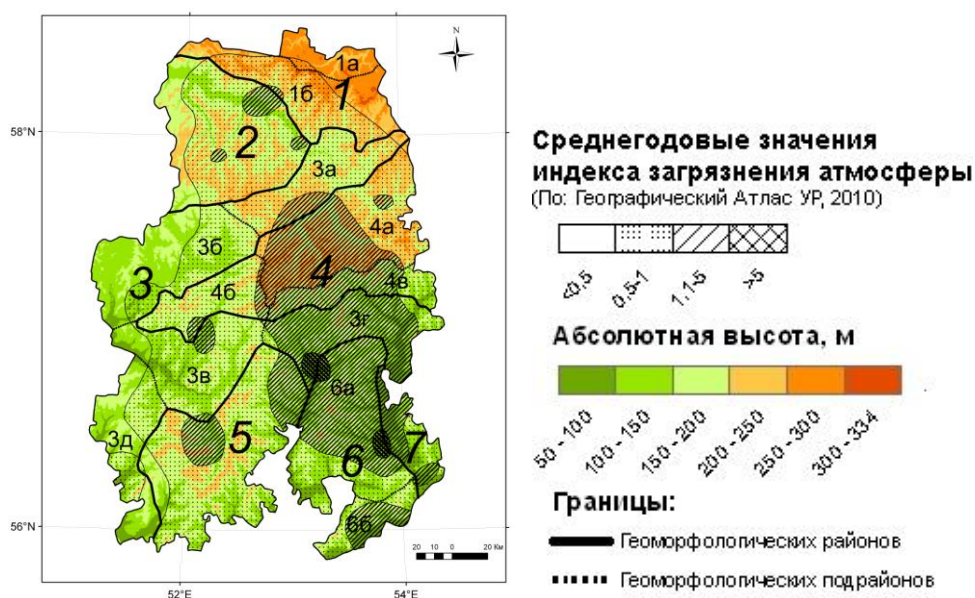 N
58°N
56°N
52°E
54°E
1а
1б
1
2
3а
4а
3б
4
3
4б
4в
3г
3в
6а
3д
5
6
7
6б
20 10 0 20 Км
Среднегодовые значения
индекса загрязнения атмосферы
(По: Географический Атлас УР, 2010)
<0,5
0,5-1
1,1-5
>5
Абсолютная высота, м
50 - 100
100 - 150
150 - 200
200 - 250
250 - 300
300 - 334
Границы:
Геоморфологических районов
Геоморфологических подрайонов